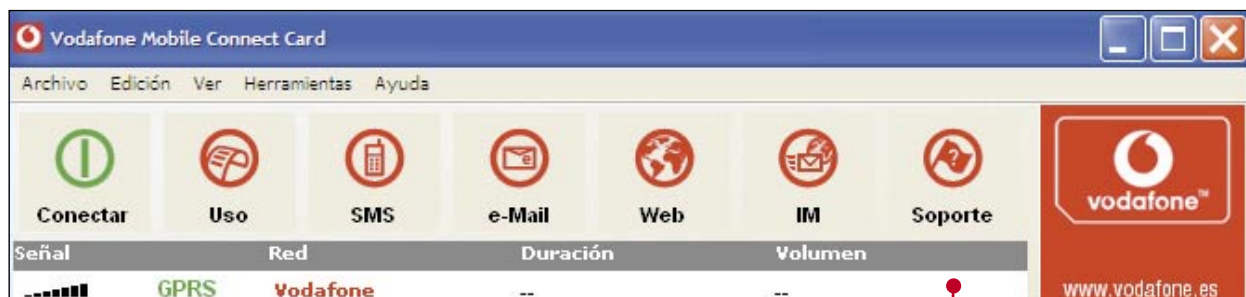 Vodafone Mobile Connect Card
Archivo Edición Ver Herramientas Ayuda
Conectar Uso SMS e-Mail Web IM Soporte
vodafone™
Señal Red Duración Volumen
GPRS Vodafone -- --
www.vodafone.es